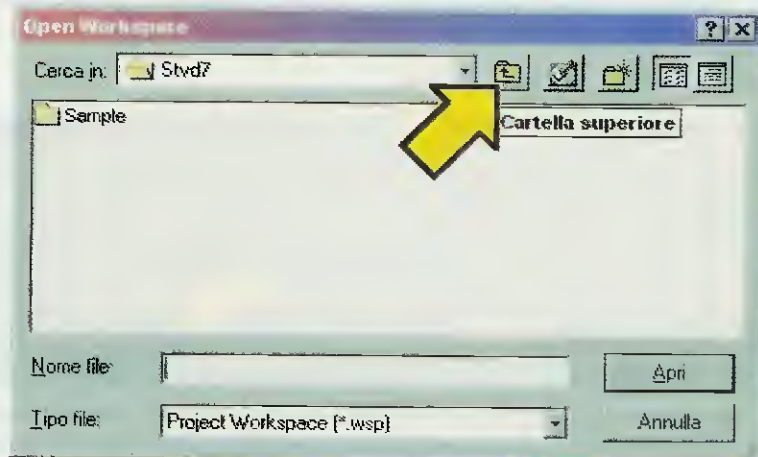 Open Workspace
Cerca in: Stvd7
Sample
Cartella superiore
Nome file:
Apri
Tipo file: Project Workspace (*.wsp)
Annulla